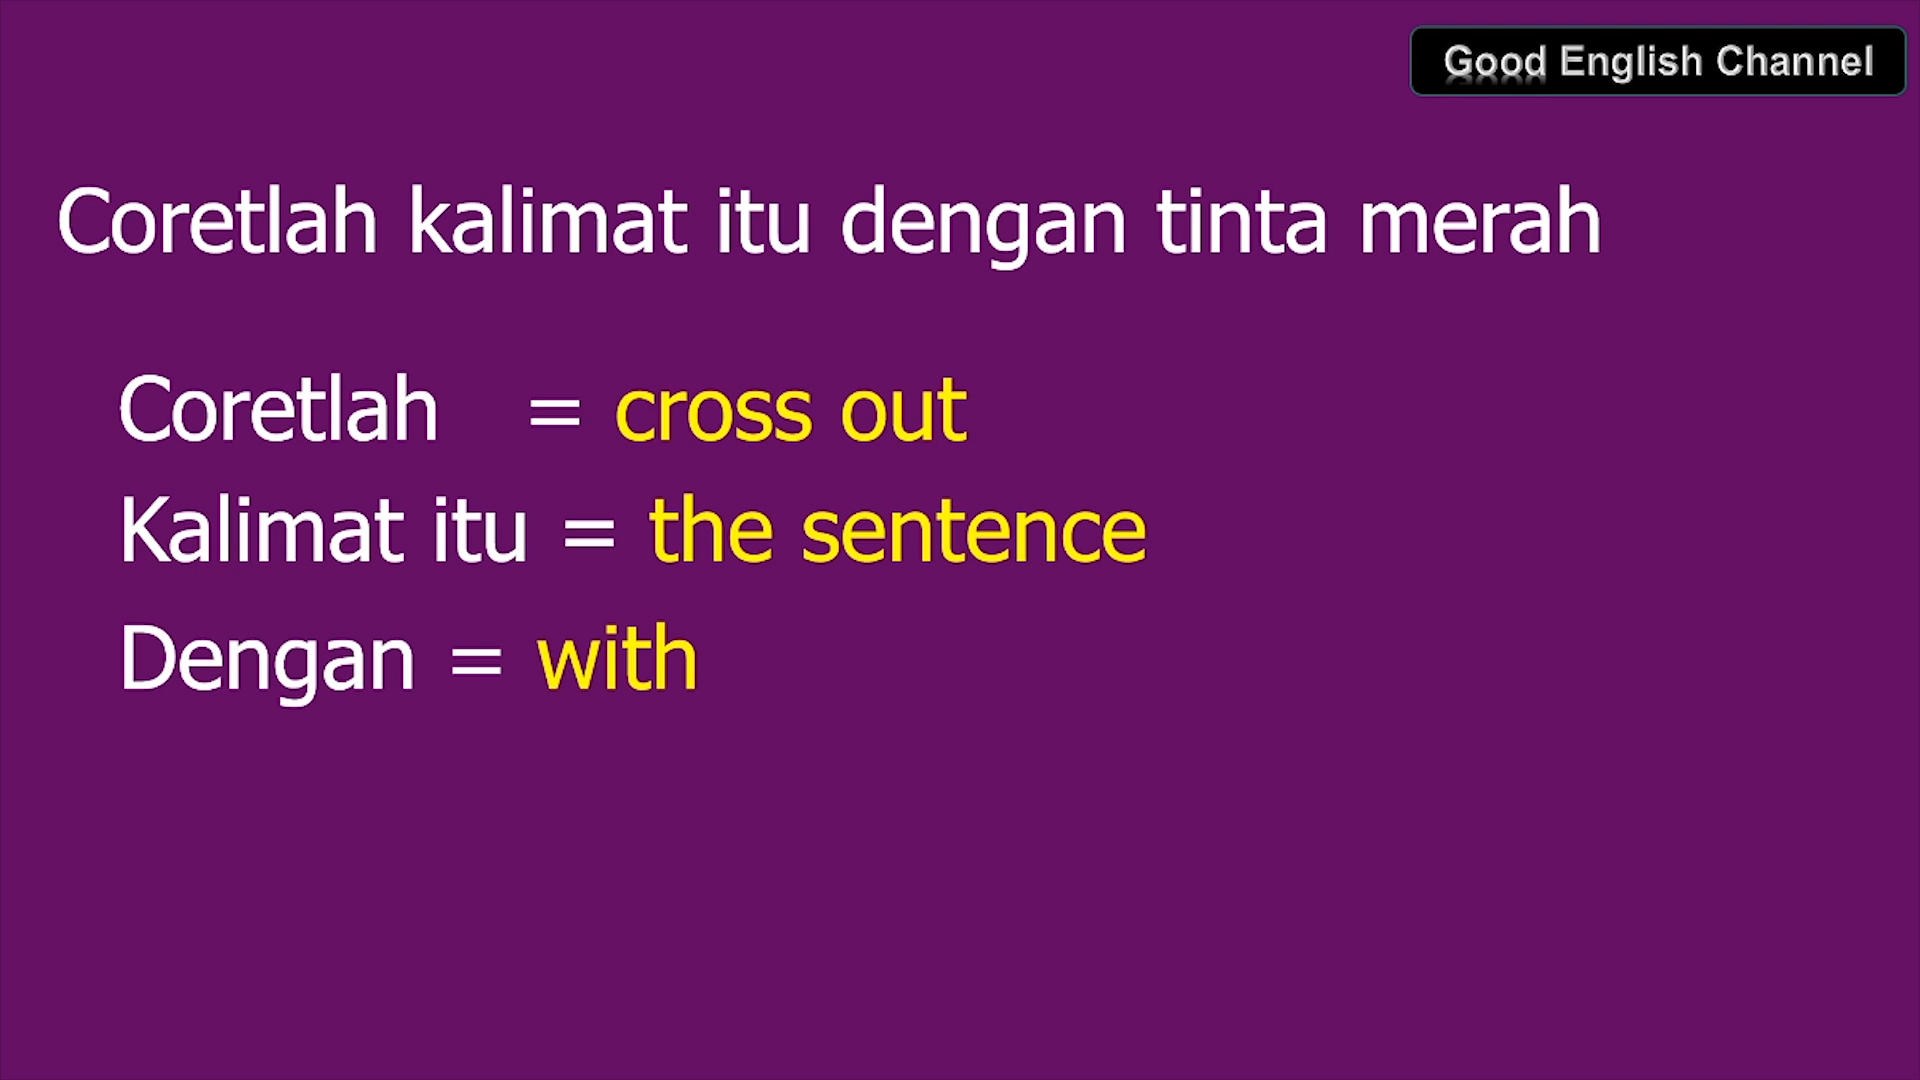 Good English Channel
Coretlah kalimat itu dengan tinta merah
Coretlah = cross out
Kalimat itu = the sentence
Dengan = with